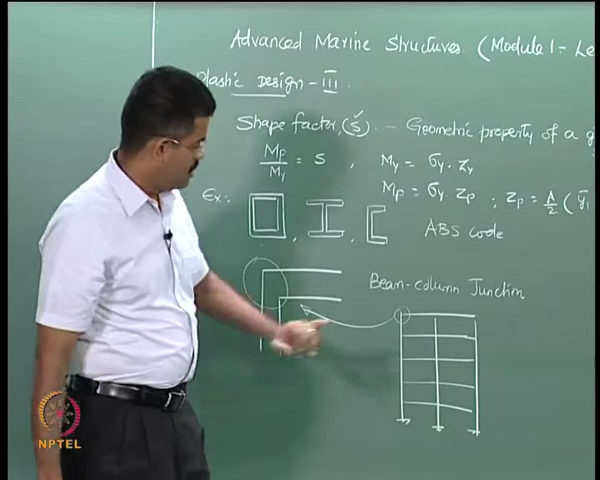 Advanced Marine Structures. (Module 1 - Le
Plastic Design - III.
Shape factor, (S) - Geometric property of a g
Mp/My = S , My = σy. Zy
Mp = σy. Zp ; Zp = A/2 (ȳ1
Ex:
ABS code
Beam-column Junction
NPTEL